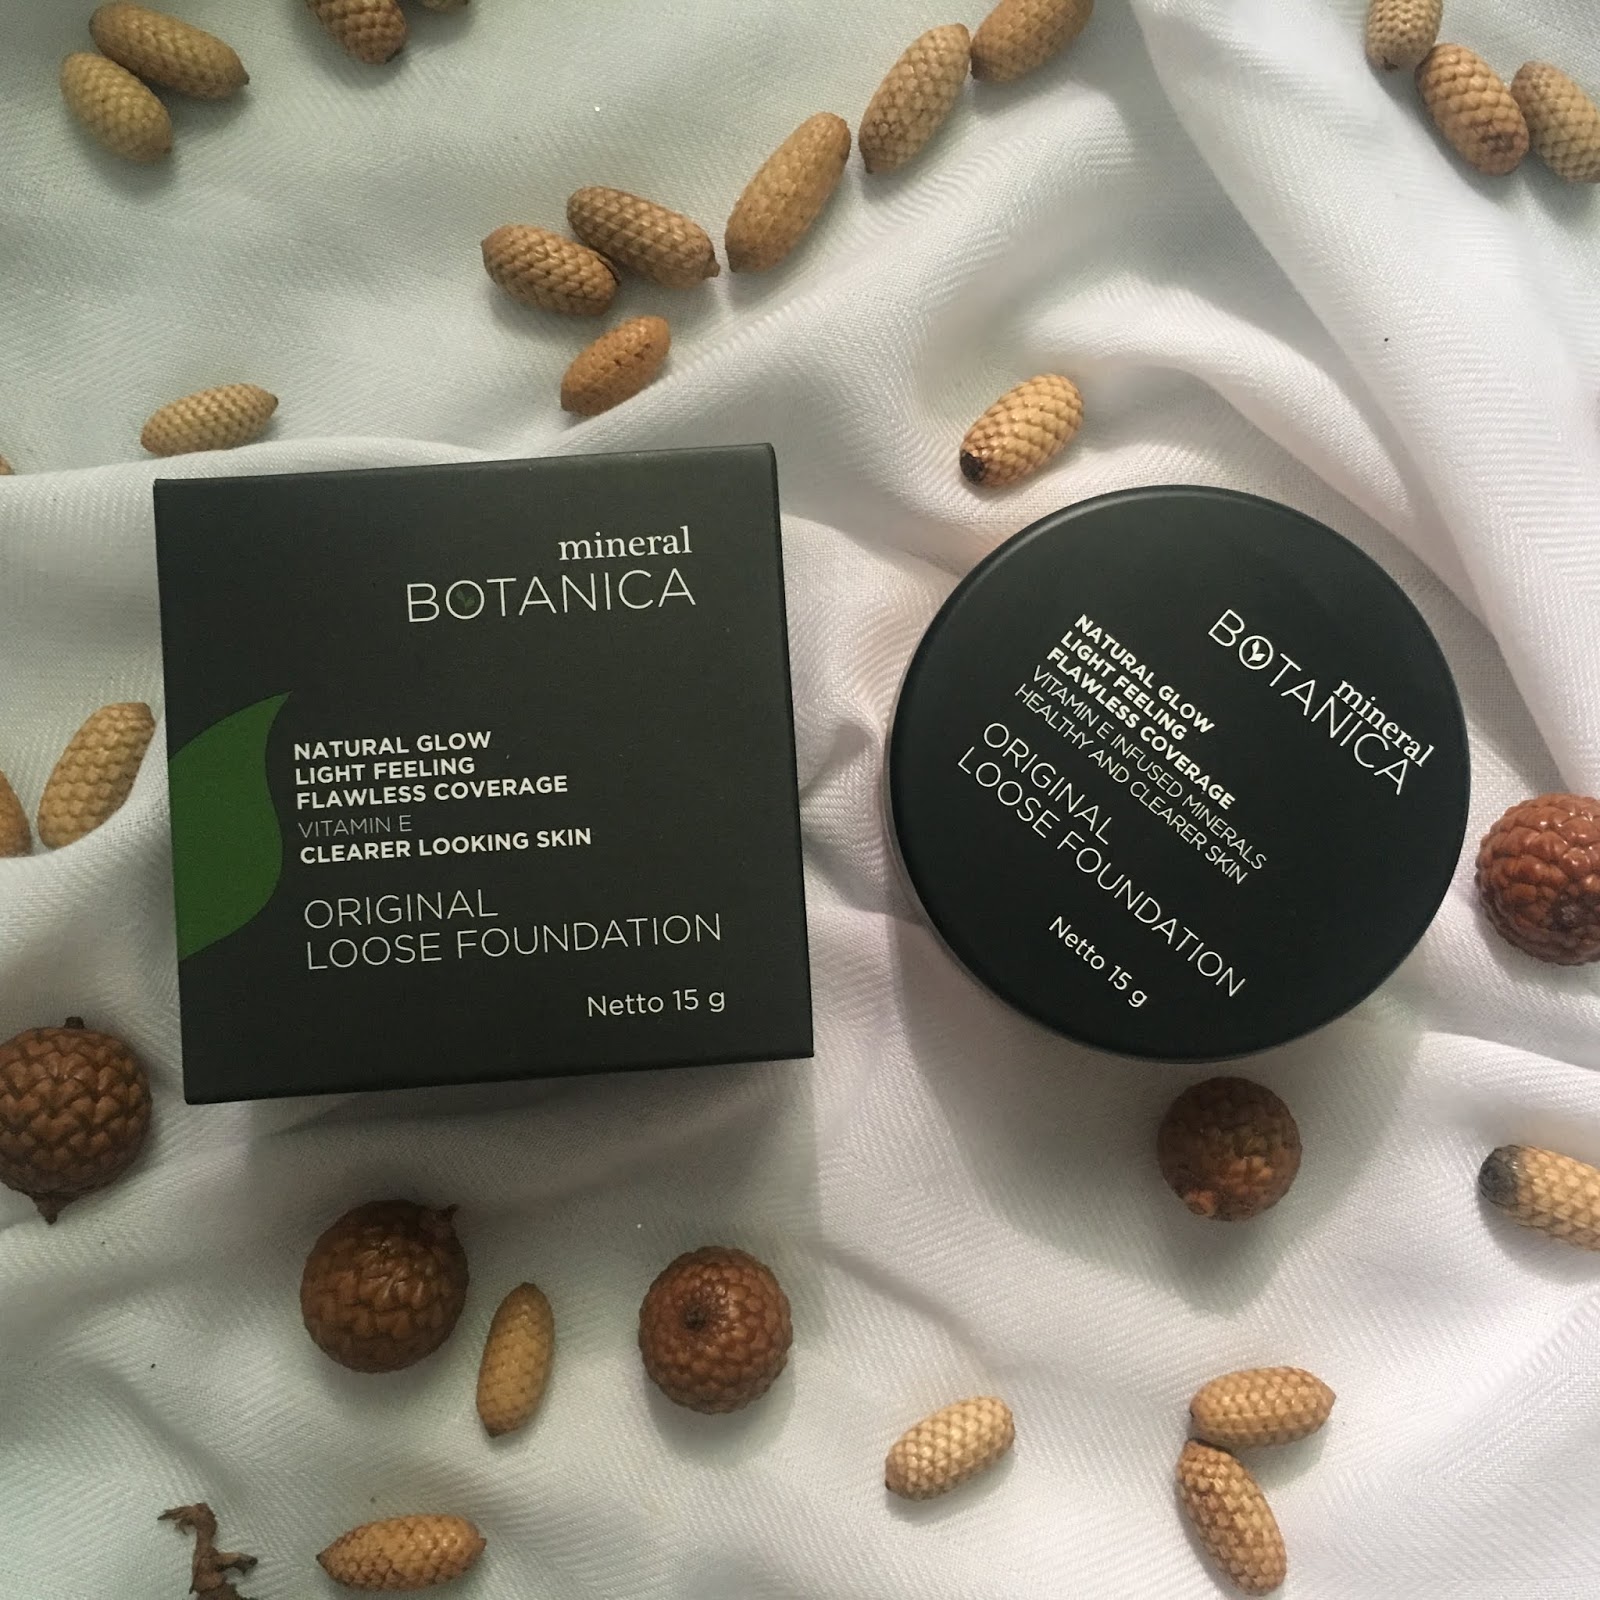 mineral
BOTANICA
NATURAL GLOW
LIGHT FEELING
FLAWLESS COVERAGE
VITAMIN E
CLEARER LOOKING SKIN
ORIGINAL
LOOSE FOUNDATION
Netto 15 g
mineral
BOTANICA
NATURAL GLOW
LIGHT FEELING
FLAWLESS COVERAGE
VITAMIN E INFUSED MINERALS
HEALTHY AND CLEARER SKIN
ORIGINAL
LOOSE FOUNDATION
Netto 15 g